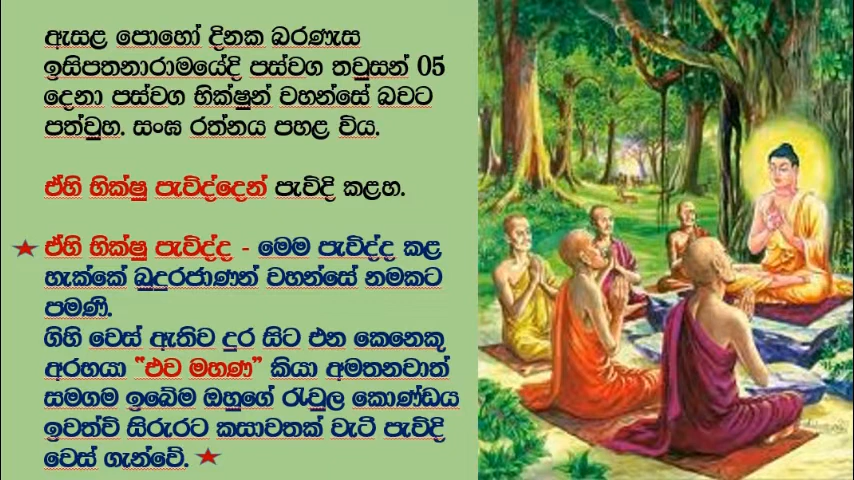 ඇසළ පොහෝ දිනක බරණැස
ඉසිපතනාරාමයේදී පස්වග තවුසන් 05
දෙනා පස්වග භික්ෂුන් වහන්සේ බවට
පත්වුහ. සංඝ රත්නය පහළ විය.
ඒහි භික්ෂු පැවිද්දෙන් පැවිදි කළහ.
ඒහි භික්ෂු පැවිද්ද - මෙම පැවිද්ද කළ
හැක්කේ බුදුරජාණන් වහන්සේ නමකට
පමණි.
ගිහි වෙස් ඇතිව දුර සිට එන කෙනෙකු
අරභයා “එව මහණ” කියා අමතනවාත්
සමගම ඉබේම ඔහුගේ රැවුල කොණ්ඩය
ඉවත්වි සිරුරට කසාවතක් වැටී පැවිදි
වෙස් ගැන්වේ.